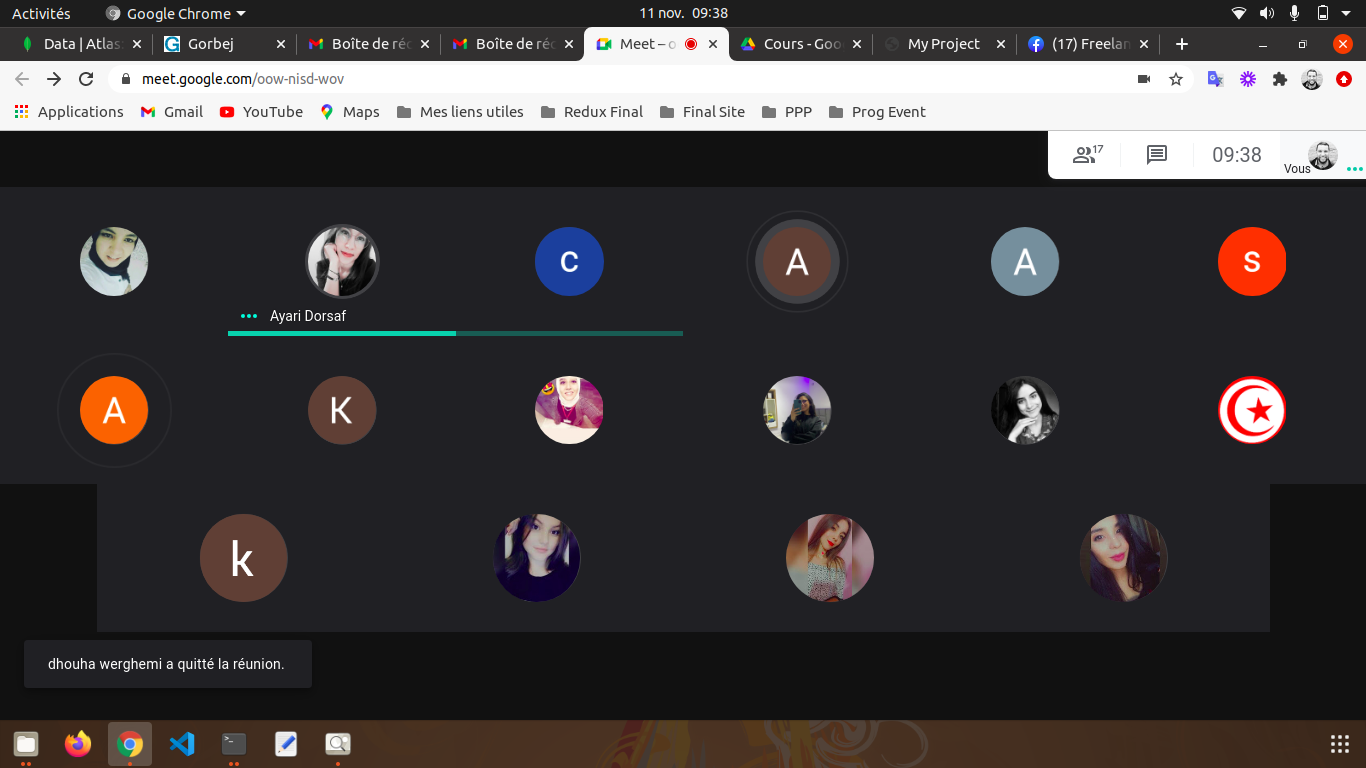 Activités
Google Chrome
11 nov. 09:38
Data | Atlas:
Gorbej
Boîte de réc
Boîte de réc
Meet – o
Cours - Goo
My Project
(17) Freelan
meet.google.com/oow-nisd-wov
Applications
Gmail
YouTube
Maps
Mes liens utiles
Redux Final
Final Site
PPP
Prog Event
17
09:38
Vous
C
A
A
S
Ayari Dorsaf
A
K
k
dhouha werghemi a quitté la réunion.